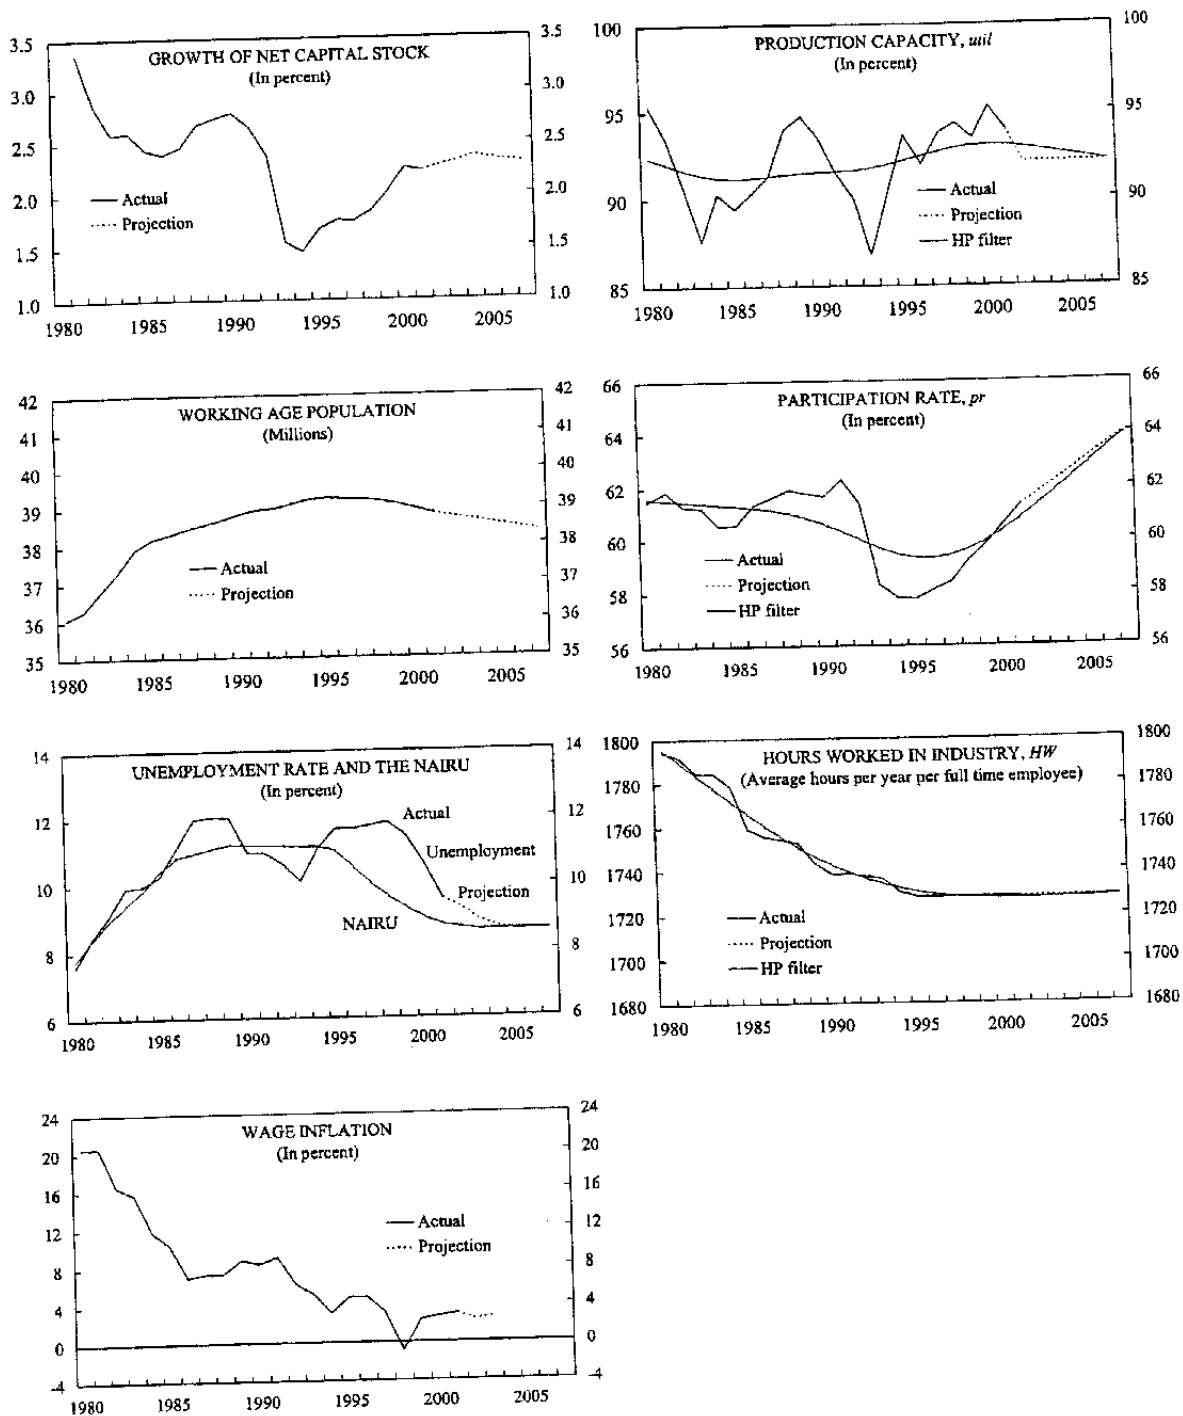 GROWTH OF NET CAPITAL STOCK
(In percent)
3.5
3.0
2.5
2.0
1.5
1.0
3.5
3.0
2.5
2.0
1.5
1.0
Actual
Projection
1980 1985 1990 1995 2000 2005
PRODUCTION CAPACITY, util
(In percent)
100
95
90
85
100
95
90
85
Actual
Projection
HP filter
1980 1985 1990 1995 2000 2005
WORKING AGE POPULATION
(Millions)
42
41
40
39
38
37
36
35
42
41
40
39
38
37
36
35
Actual
Projection
1980 1985 1990 1995 2000 2005
PARTICIPATION RATE, pr
(In percent)
66
64
62
60
58
56
66
64
62
60
58
56
Actual
Projection
HP filter
1980 1985 1990 1995 2000 2005
UNEMPLOYMENT RATE AND THE NAIRU
(In percent)
14
12
10
8
6
14
12
10
8
6
Actual
Unemployment
Projection
NAIRU
1980 1985 1990 1995 2000 2005
HOURS WORKED IN INDUSTRY, HW
(Average hours per year per full time employee)
1800
1780
1760
1740
1720
1700
1680
1800
1780
1760
1740
1720
1700
1680
Actual
Projection
HP filter
1980 1985 1990 1995 2000 2005
WAGE INFLATION
(In percent)
24
20
16
12
8
4
0
-4
24
20
16
12
8
4
0
-4
Actual
Projection
1980 1985 1990 1995 2000 2005